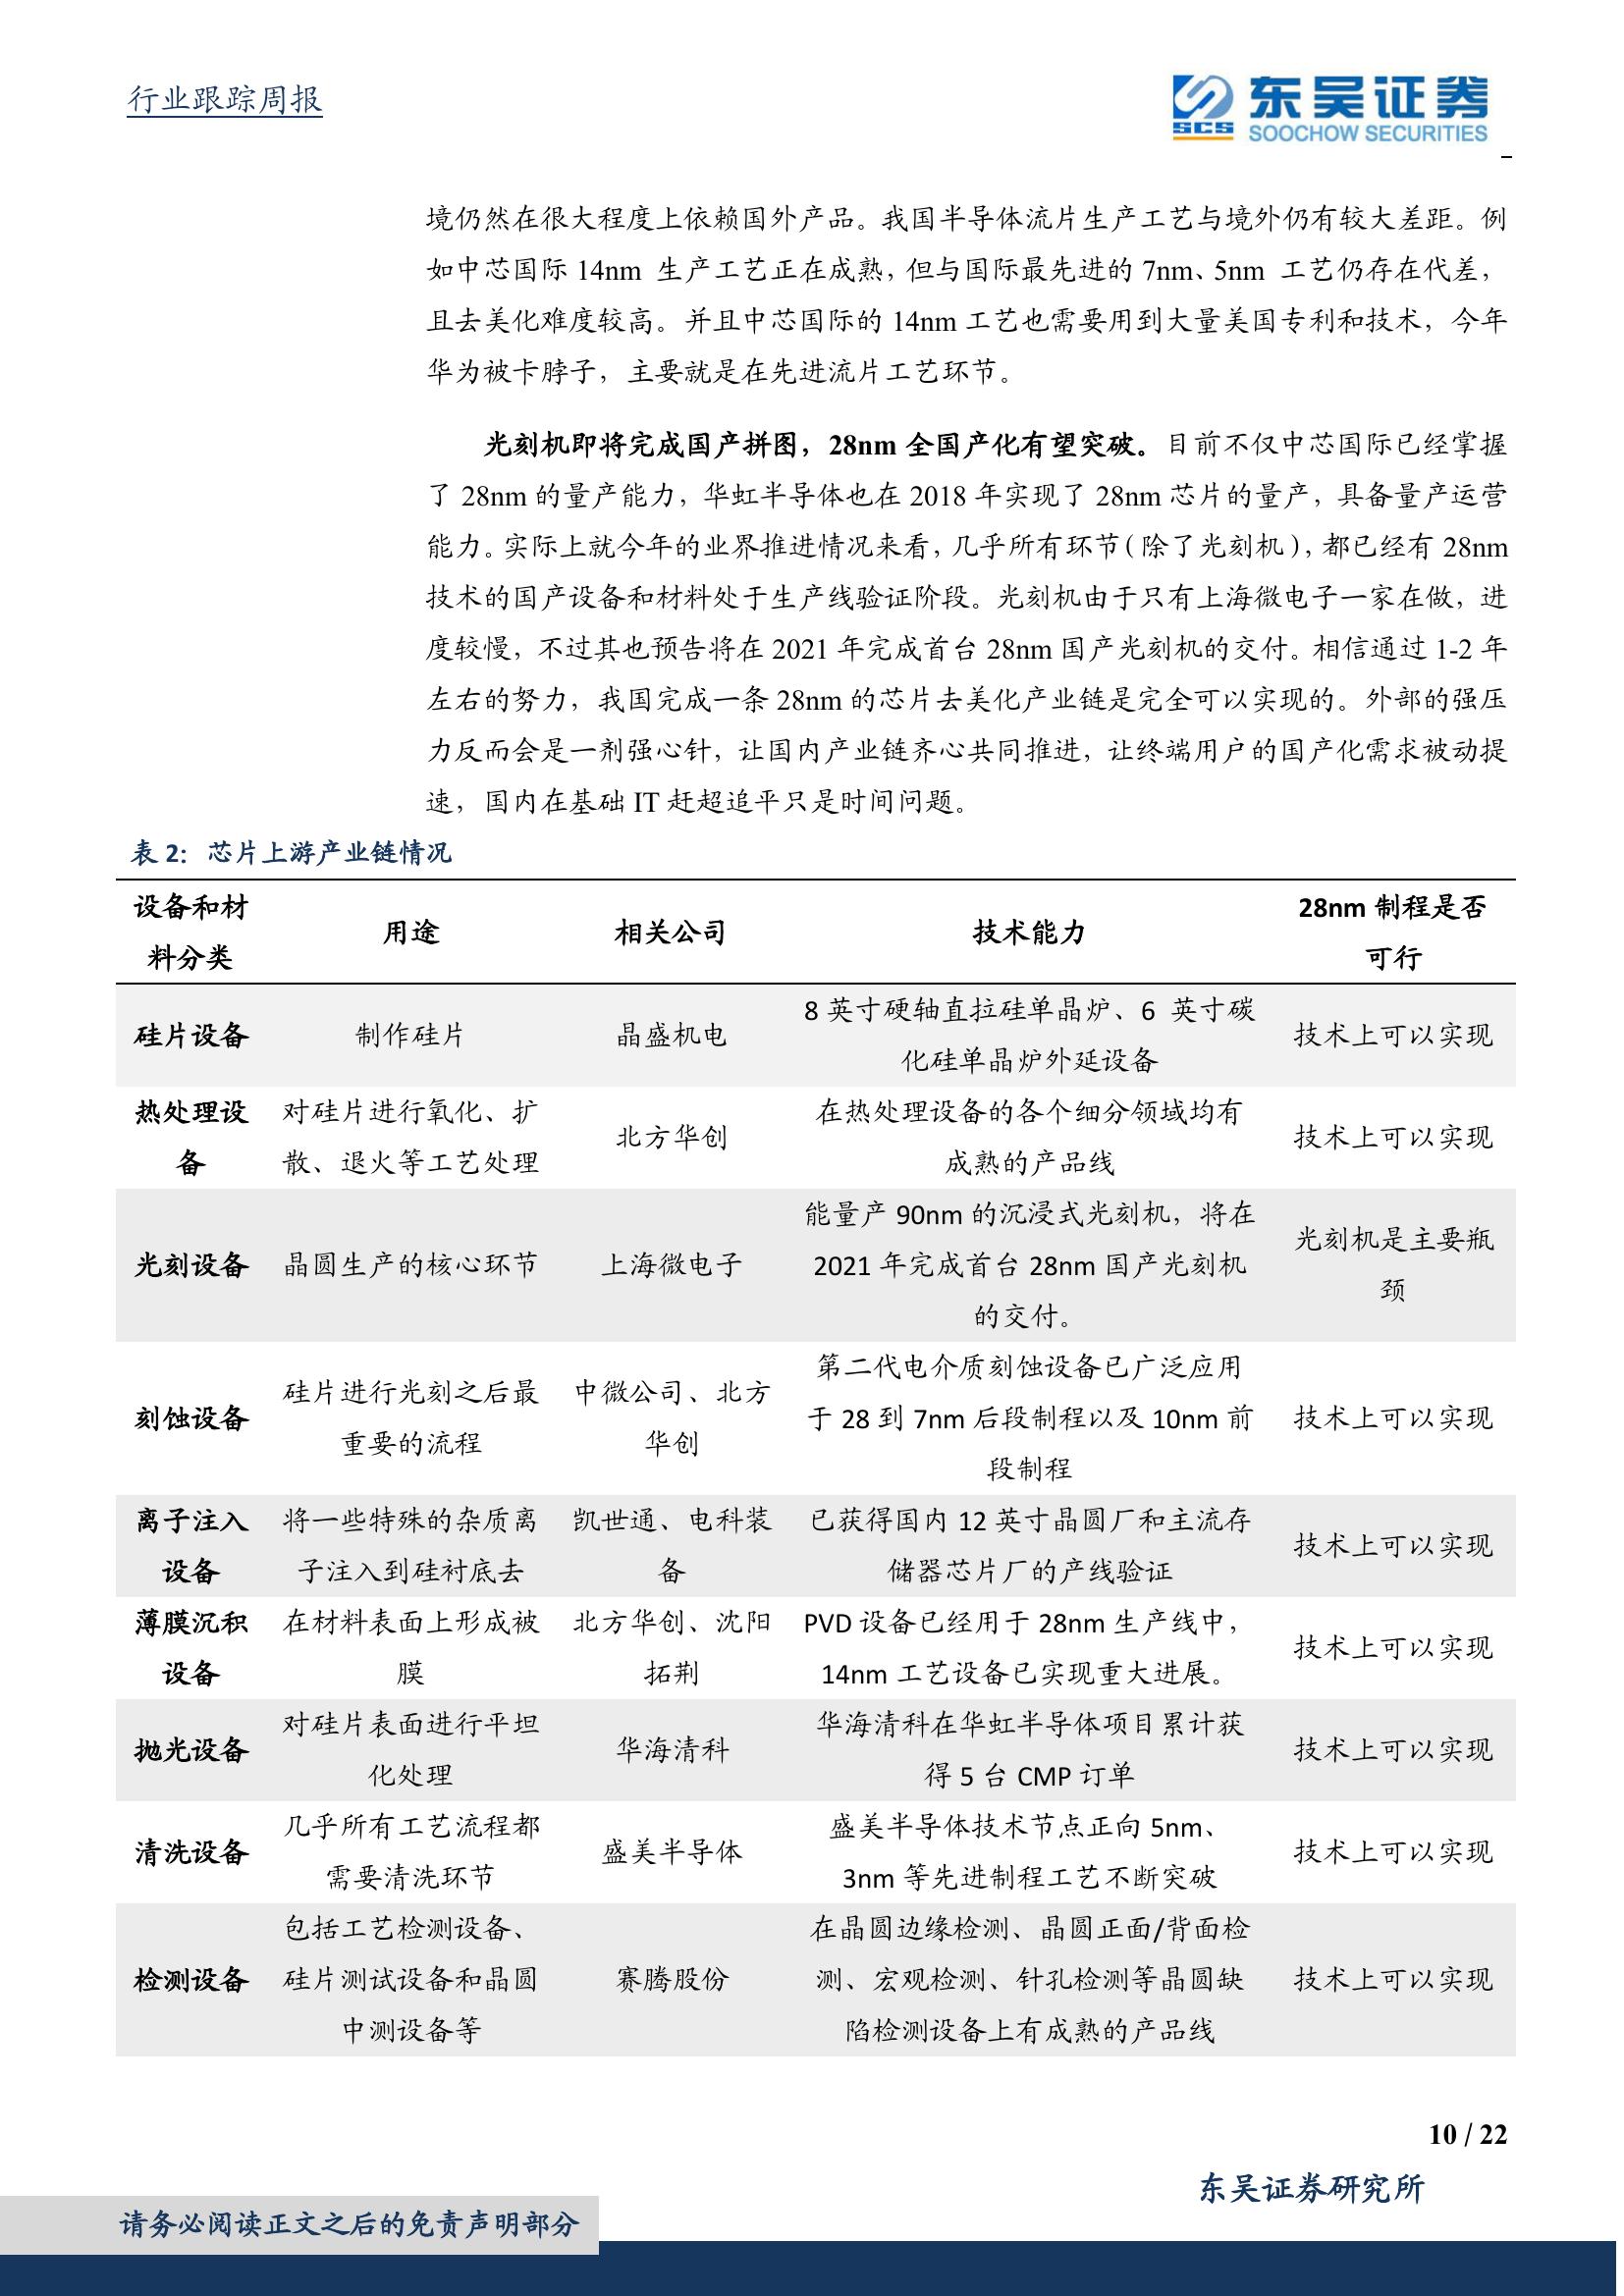 行业跟踪周报
东吴证券
SCS
SOOCHOW SECURITIES
境仍然在很大程度上依赖国外产品。我国半导体流片生产工艺与境外仍有较大差距。例
如中芯国际 14nm 生产工艺正在成熟，但与国际最先进的 7nm、5nm 工艺仍存在代差，
且去美化难度较高。并且中芯国际的 14nm 工艺也需要用到大量美国专利和技术，今年
华为被卡脖子，主要就是在先进流片工艺环节。
光刻机即将完成国产拼图，28nm 全国产化有望突破。目前不仅中芯国际已经掌握
了 28nm 的量产能力，华虹半导体也在 2018 年实现了 28nm 芯片的量产，具备量产运营
能力。实际上就今年的业界推进情况来看，几乎所有环节（除了光刻机），都已经有 28nm
技术的国产设备和材料处于生产线验证阶段。光刻机由于只有上海微电子一家在做，进
度较慢，不过其也预告将在 2021 年完成首台 28nm 国产光刻机的交付。相信通过 1-2 年
左右的努力，我国完成一条 28nm 的芯片去美化产业链是完全可以实现的。外部的强压
力反而会是一剂强心针，让国内产业链齐心共同推进，让终端用户的国产化需求被动提
速，国内在基础 IT 赶超追平只是时间问题。
表 2：芯片上游产业链情况
设备和材
料分类
用途
相关公司
技术能力
28nm 制程是否
可行
硅片设备
制作硅片
晶盛机电
8 英寸硬轴直拉硅单晶炉、6 英寸碳
化硅单晶炉外延设备
技术上可以实现
热处理设
备
对硅片进行氧化、扩
散、退火等工艺处理
北方华创
在热处理设备的各个细分领域均有
成熟的产品线
技术上可以实现
光刻设备
晶圆生产的核心环节
上海微电子
能量产 90nm 的沉浸式光刻机，将在
2021 年完成首台 28nm 国产光刻机
的交付。
光刻机是主要瓶
颈
刻蚀设备
硅片进行光刻之后最
重要的流程
中微公司、北方
华创
第二代电介质刻蚀设备已广泛应用
于 28 到 7nm 后段制程以及 10nm 前
段制程
技术上可以实现
离子注入
设备
将一些特殊的杂质离
子注入到硅衬底去
凯世通、电科装
备
已获得国内 12 英寸晶圆厂和主流存
储器芯片厂的产线验证
技术上可以实现
薄膜沉积
设备
在材料表面上形成被
膜
北方华创、沈阳
拓荆
PVD 设备已经用于 28nm 生产线中，
14nm 工艺设备已实现重大进展。
技术上可以实现
抛光设备
对硅片表面进行平坦
化处理
华海清科
华海清科在华虹半导体项目累计获
得 5 台 CMP 订单
技术上可以实现
清洗设备
几乎所有工艺流程都
需要清洗环节
盛美半导体
盛美半导体技术节点正向 5nm、
3nm 等先进制程工艺不断突破
技术上可以实现
检测设备
包括工艺检测设备、
硅片测试设备和晶圆
中测设备等
赛腾股份
在晶圆边缘检测、晶圆正面/背面检
测、宏观检测、针孔检测等晶圆缺
陷检测设备上有成熟的产品线
技术上可以实现
10 / 22
东吴证券研究所
请务必阅读正文之后的免责声明部分